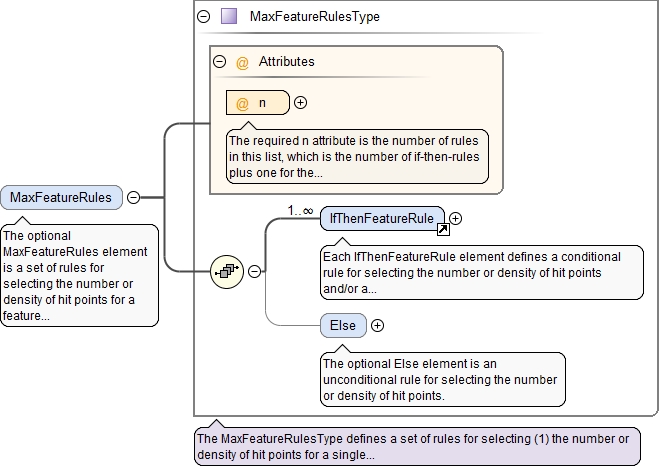 MaxFeatureRulesType
@ Attributes
@ n
The required n attribute is the number of rules
in this list, which is the number of if-then-rules
plus one for the...
MaxFeatureRules
The optional
MaxFeatureRules element
is a set of rules for
selecting the number or
density of hit points for a
feature...
1..∞
IfThenFeatureRule
Each IfThenFeatureRule element defines a conditional
rule for selecting the number or density of hit points
and/or a...
Else
The optional Else element is an
unconditional rule for selecting the number
or density of hit points.
The MaxFeatureRulesType defines a set of rules for selecting (1) the number or
density of hit points for a single...